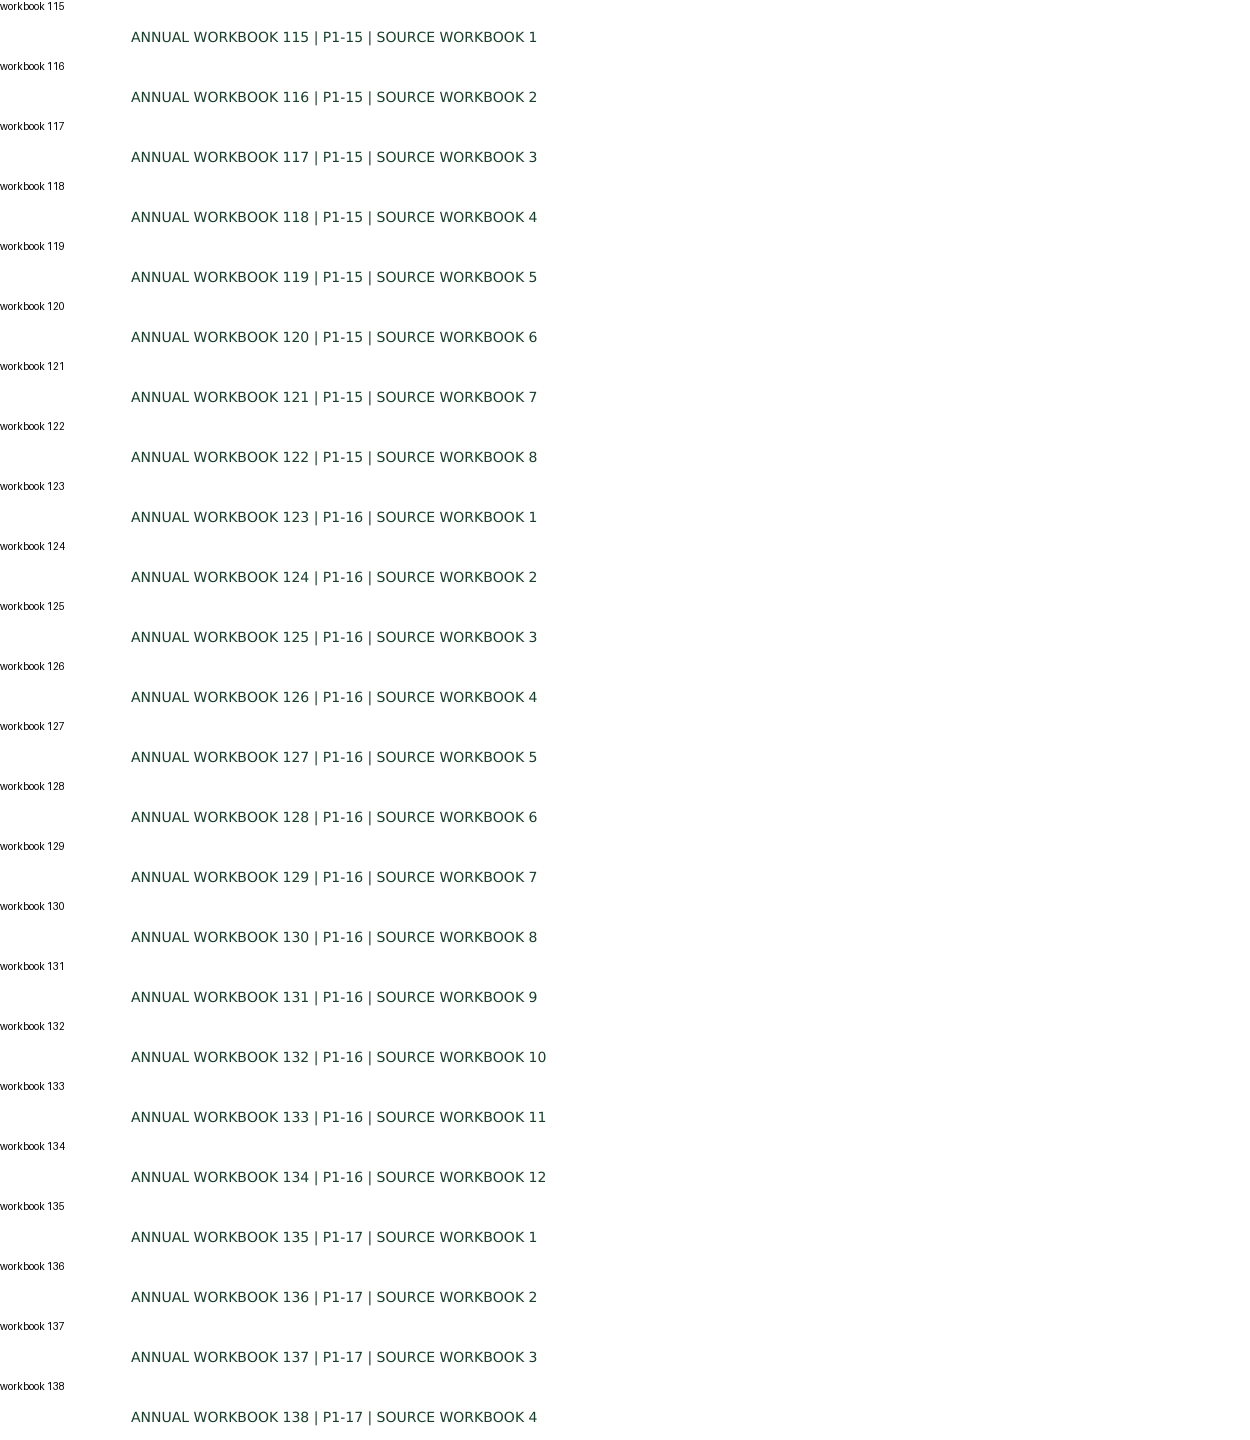 workbook 115
ANNUAL WORKBOOK 115 | P1-15 | SOURCE WORKBOOK 1
workbook 116
ANNUAL WORKBOOK 116 | P1-15 | SOURCE WORKBOOK 2
workbook 117
ANNUAL WORKBOOK 117 | P1-15 | SOURCE WORKBOOK 3
workbook 118
ANNUAL WORKBOOK 118 | P1-15 | SOURCE WORKBOOK 4
workbook 119
ANNUAL WORKBOOK 119 | P1-15 | SOURCE WORKBOOK 5
workbook 120
ANNUAL WORKBOOK 120 | P1-15 | SOURCE WORKBOOK 6
workbook 121
ANNUAL WORKBOOK 121 | P1-15 | SOURCE WORKBOOK 7
workbook 122
ANNUAL WORKBOOK 122 | P1-15 | SOURCE WORKBOOK 8
workbook 123
ANNUAL WORKBOOK 123 | P1-16 | SOURCE WORKBOOK 1
workbook 124
ANNUAL WORKBOOK 124 | P1-16 | SOURCE WORKBOOK 2
workbook 125
ANNUAL WORKBOOK 125 | P1-16 | SOURCE WORKBOOK 3
workbook 126
ANNUAL WORKBOOK 126 | P1-16 | SOURCE WORKBOOK 4
workbook 127
ANNUAL WORKBOOK 127 | P1-16 | SOURCE WORKBOOK 5
workbook 128
ANNUAL WORKBOOK 128 | P1-16 | SOURCE WORKBOOK 6
workbook 129
ANNUAL WORKBOOK 129 | P1-16 | SOURCE WORKBOOK 7
workbook 130
ANNUAL WORKBOOK 130 | P1-16 | SOURCE WORKBOOK 8
workbook 131
ANNUAL WORKBOOK 131 | P1-16 | SOURCE WORKBOOK 9
workbook 132
ANNUAL WORKBOOK 132 | P1-16 | SOURCE WORKBOOK 10
workbook 133
ANNUAL WORKBOOK 133 | P1-16 | SOURCE WORKBOOK 11
workbook 134
ANNUAL WORKBOOK 134 | P1-16 | SOURCE WORKBOOK 12
workbook 135
ANNUAL WORKBOOK 135 | P1-17 | SOURCE WORKBOOK 1
workbook 136
ANNUAL WORKBOOK 136 | P1-17 | SOURCE WORKBOOK 2
workbook 137
ANNUAL WORKBOOK 137 | P1-17 | SOURCE WORKBOOK 3
workbook 138
ANNUAL WORKBOOK 138 | P1-17 | SOURCE WORKBOOK 4